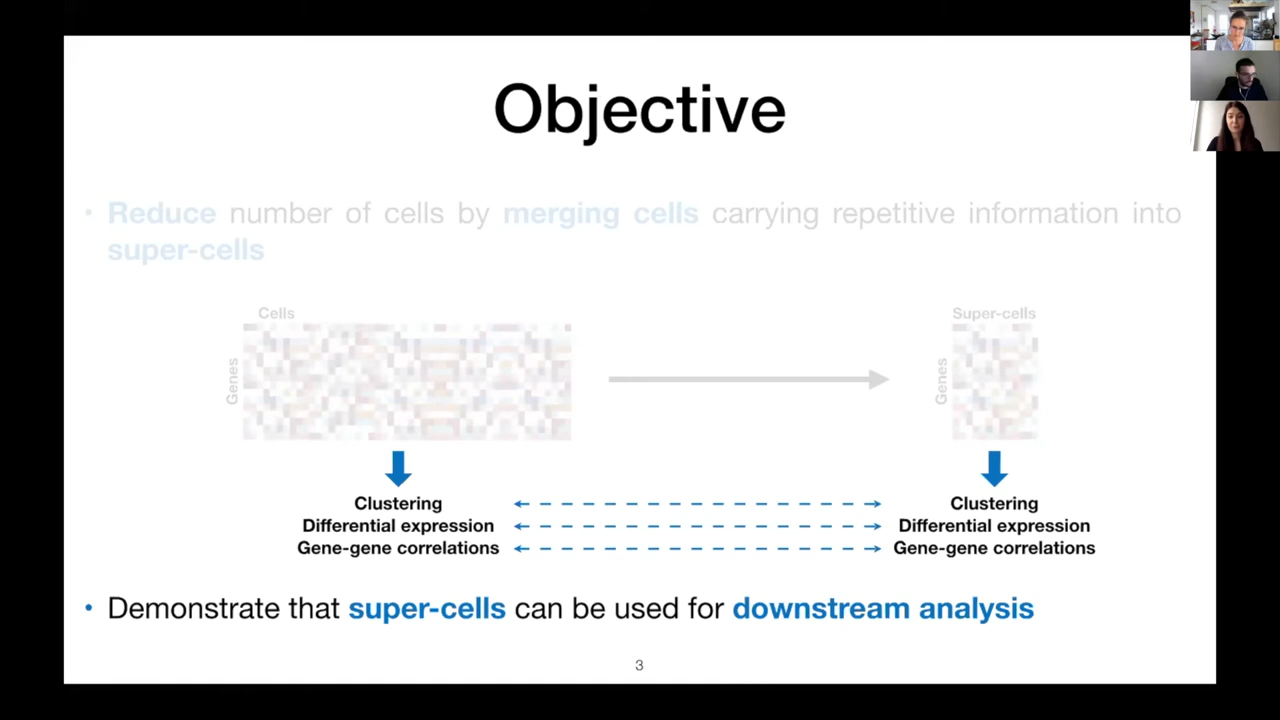 Objective
• Reduce number of cells by merging cells carrying repetitive information into
super-cells
Cells
Super-cells
Genes
Genes
Clustering
Clustering
Differential expression
Differential expression
Gene-gene correlations
Gene-gene correlations
• Demonstrate that super-cells can be used for downstream analysis
3